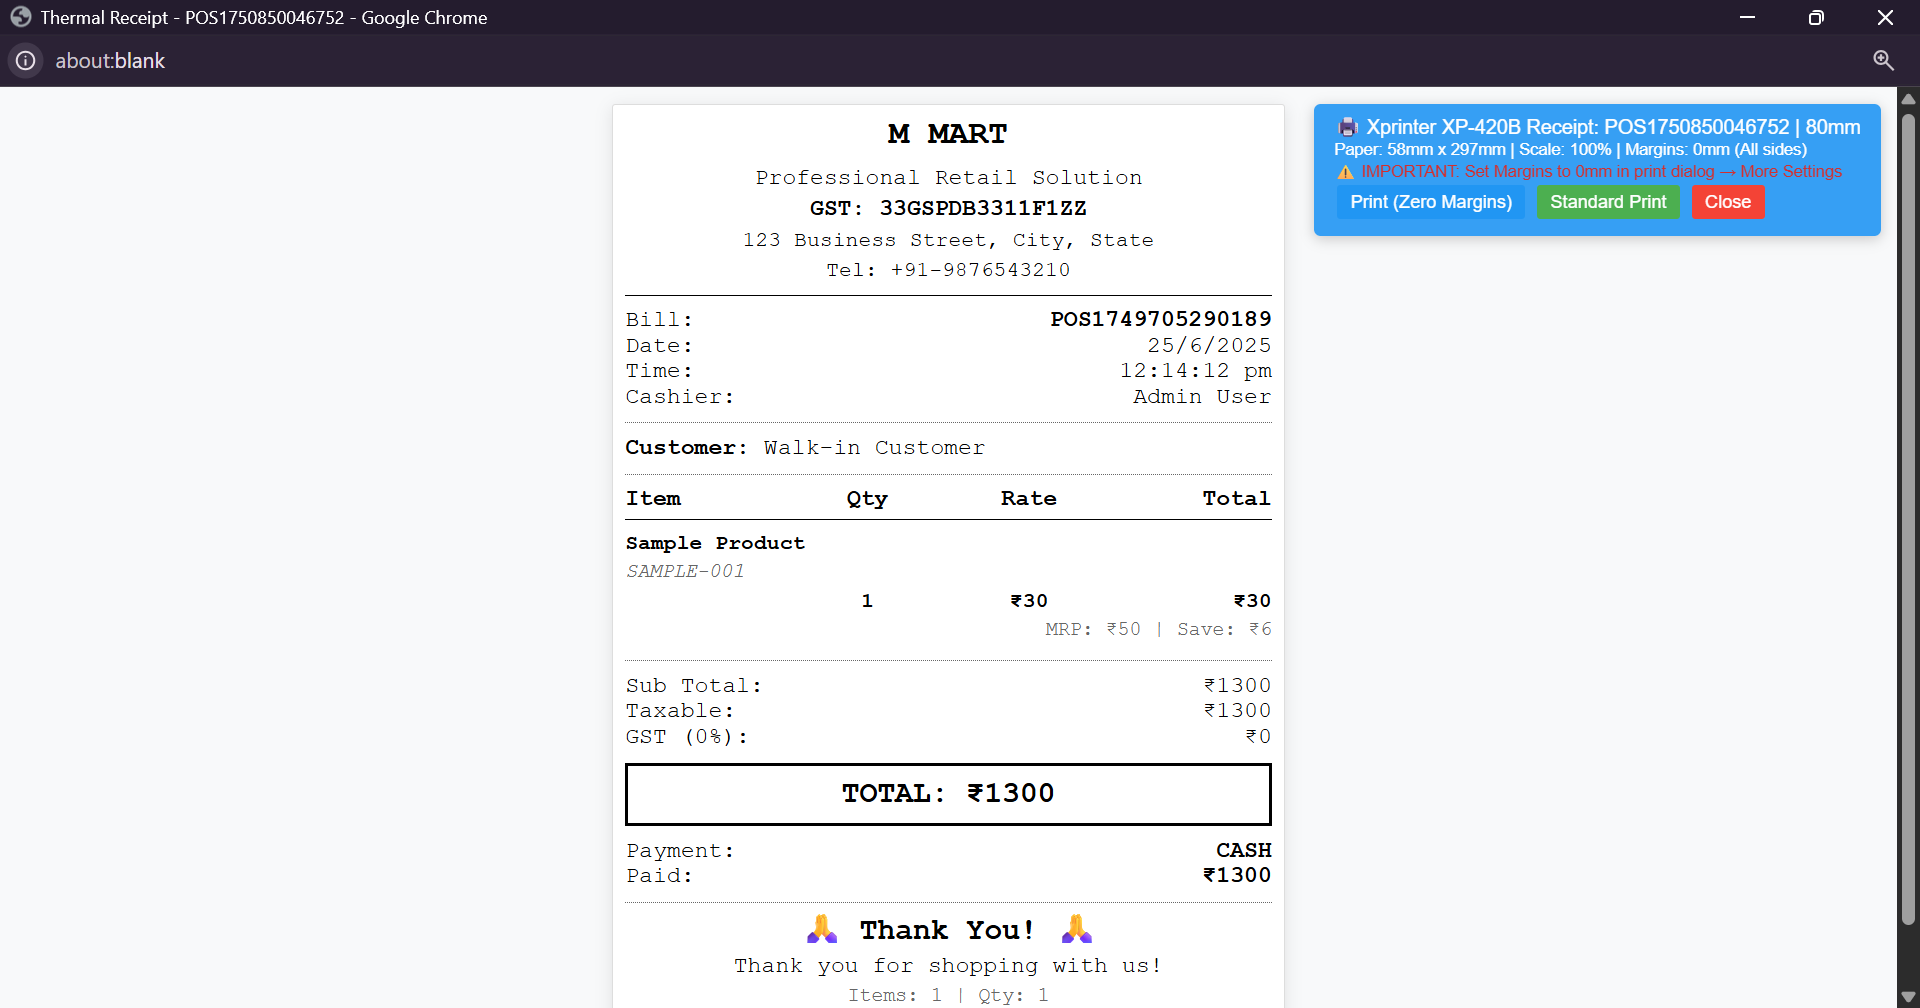 Thermal Receipt - POS1750850046752 - Google Chrome
about:blank
M MART
Professional Retail Solution
GST: 33GSPDB3311F1ZZ
123 Business Street, City, State
Tel: +91-9876543210
Bill: POS1749705290189
Date: 25/6/2025
Time: 12:14:12 pm
Cashier: Admin User
Customer: Walk-in Customer
Item Qty Rate Total
Sample Product
SAMPLE-001
1 ₹30 ₹30
MRP: ₹50 | Save: ₹6
Sub Total: ₹1300
Taxable: ₹1300
GST (0%): ₹0
TOTAL: ₹1300
Payment: CASH
Paid: ₹1300
🙏 Thank You! 🙏
Thank you for shopping with us!
Items: 1 | Qty: 1
🖨️ Xprinter XP-420B Receipt: POS1750850046752 | 80mm
Paper: 58mm x 297mm | Scale: 100% | Margins: 0mm (All sides)
⚠️ IMPORTANT: Set Margins to 0mm in print dialog → More Settings
Print (Zero Margins) Standard Print Close